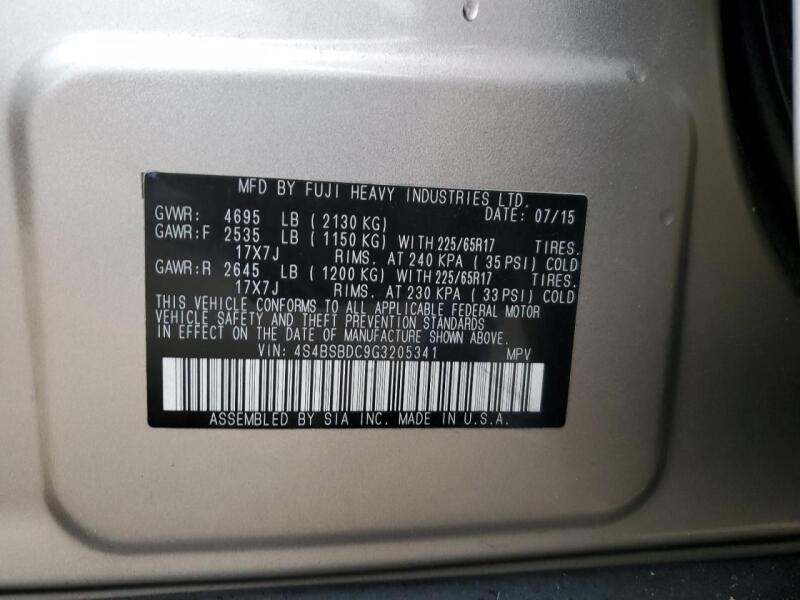 MFD BY FUJI HEAVY INDUSTRIES LTD.
GVWR: 4695 LB ( 2130 KG) DATE: 07/15
GAWR:F 2535 LB ( 1150 KG) WITH 225/65R17 TIRES.
17X7J RIMS. AT 240 KPA ( 35 PSI) COLD
GAWR:R 2645 LB ( 1200 KG) WITH 225/65R17 TIRES.
17X7J RIMS. AT 230 KPA ( 33 PSI) COLD
THIS VEHICLE CONFORMS TO ALL APPLICABLE FEDERAL MOTOR
VEHICLE SAFETY AND THEFT PREVENTION STANDARDS
IN EFFECT ON THE DATE OF MANUFACTURE SHOWN ABOVE.
VIN: 4S4BSBDC9G3205341 MPV
ASSEMBLED BY SIA INC. MADE IN U.S.A.